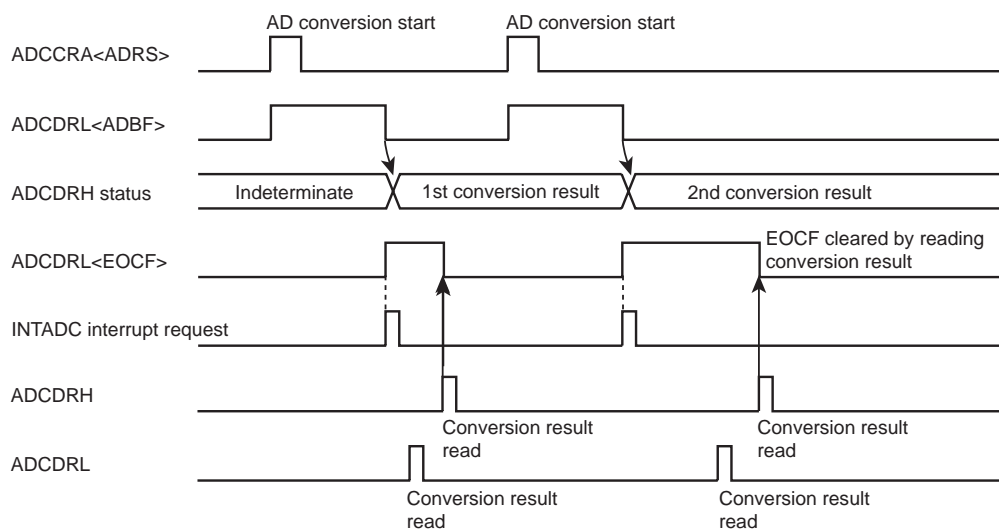 AD conversion start
AD conversion start
ADCCRA<ADRS>
ADCDRL<ADBF>
ADCDRH status
Indeterminate
1st conversion result
2nd conversion result
ADCDRL<EOCF>
EOCF cleared by reading
conversion result
INTADC interrupt request
ADCDRH
Conversion result
read
Conversion result
read
ADCDRL
Conversion result
read
Conversion result
read